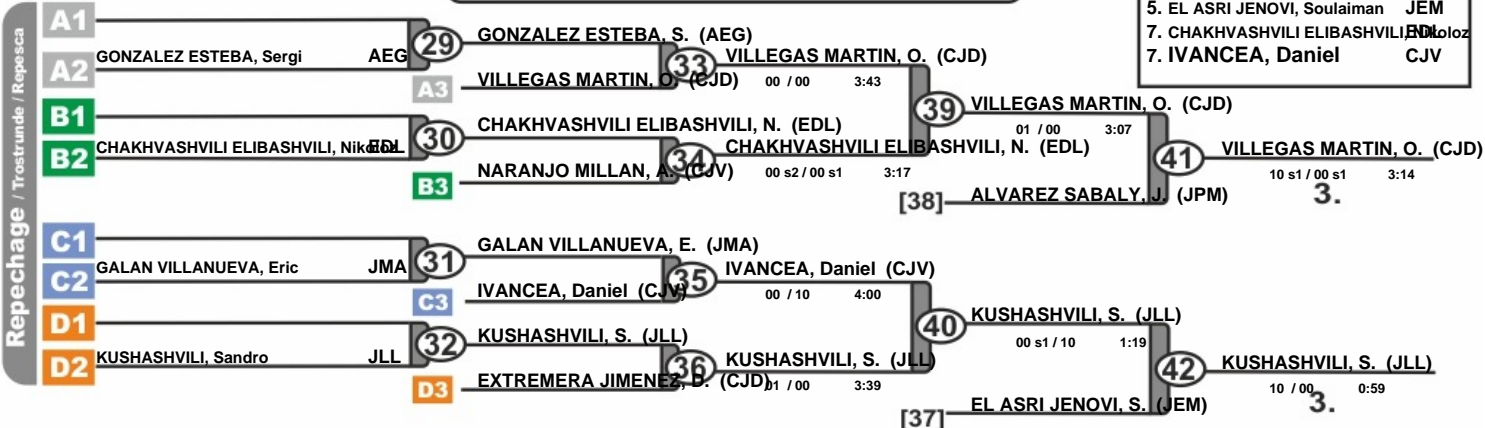 5. EL ASRI JENOVI, Soulaiman JEM
7. CHAKHVASHVILI ELIBASHVILI, Nikoloz EDL
7. IVANCEA, Daniel CJV
Repechage / Trostrunde / Repesca
A1
GONZALEZ ESTEBA, Sergi AEG
A2
29
GONZALEZ ESTEBA, S. (AEG)
A3
VILLEGAS MARTIN, O. (CJD)
33
VILLEGAS MARTIN, O. (CJD)
00 / 00 3:43
B1
CHAKHVASHVILI ELIBASHVILI, Nikoloz EDL
B2
30
CHAKHVASHVILI ELIBASHVILI, N. (EDL)
B3
NARANJO MILLAN, A. (CJV)
34
CHAKHVASHVILI ELIBASHVILI, N. (EDL)
00 s2 / 00 s1 3:17
39
VILLEGAS MARTIN, O. (CJD)
01 / 00 3:07
[38]
ALVAREZ SABALY, J. (JPM)
41
VILLEGAS MARTIN, O. (CJD)
10 s1 / 00 s1 3:14
3.
C1
GALAN VILLANUEVA, Eric JMA
C2
31
GALAN VILLANUEVA, E. (JMA)
C3
IVANCEA, Daniel (CJV)
35
IVANCEA, Daniel (CJV)
00 / 10 4:00
D1
KUSHASHVILI, Sandro JLL
D2
32
KUSHASHVILI, S. (JLL)
D3
EXTREMERA JIMENEZ, D. (CJD)
36
KUSHASHVILI, S. (JLL)
01 / 00 3:39
40
KUSHASHVILI, S. (JLL)
00 s1 / 10 1:19
[37]
EL ASRI JENOVI, S. (JEM)
42
KUSHASHVILI, S. (JLL)
10 / 00 0:59
3.